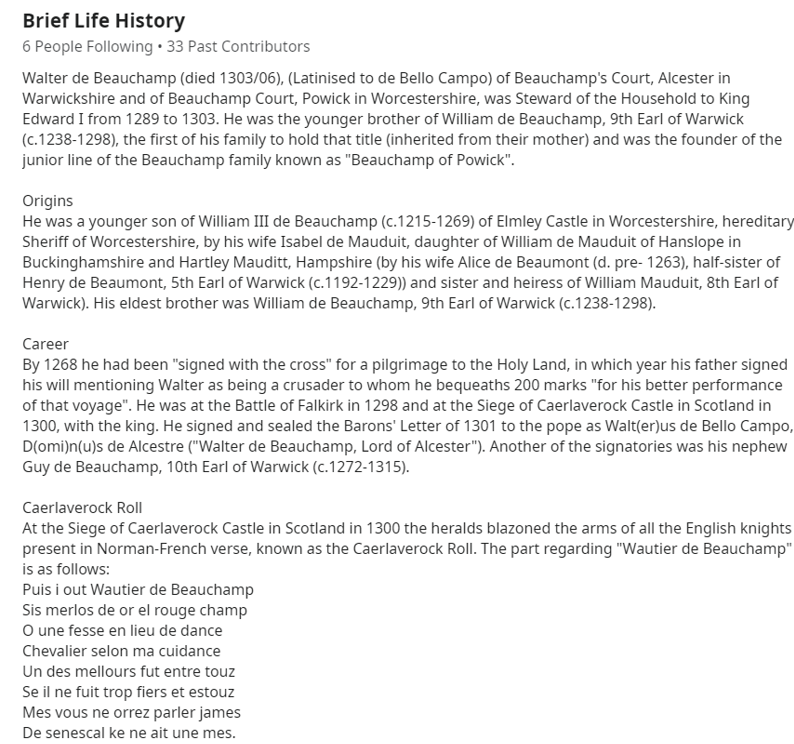 Brief Life History
6 People Following • 33 Past Contributors
Walter de Beauchamp (died 1303/06), (Latinised to de Bello Campo) of Beauchamp's Court, Alcester in
Warwickshire and of Beauchamp Court, Powick in Worcestershire, was Steward of the Household to King
Edward I from 1289 to 1303. He was the younger brother of William de Beauchamp, 9th Earl of Warwick
(c.1238-1298), the first of his family to hold that title (inherited from their mother) and was the founder of the
junior line of the Beauchamp family known as "Beauchamp of Powick".
Origins
He was a younger son of William III de Beauchamp (c.1215-1269) of Elmley Castle in Worcestershire, hereditary
Sheriff of Worcestershire, by his wife Isabel de Mauduit, daughter of William de Mauduit of Hanslope in
Buckinghamshire and Hartley Mauditt, Hampshire (by his wife Alice de Beaumont (d. pre- 1263), half-sister of
Henry de Beaumont, 5th Earl of Warwick (c.1192-1229)) and sister and heiress of William Mauduit, 8th Earl of
Warwick). His eldest brother was William de Beauchamp, 9th Earl of Warwick (c.1238-1298).
Career
By 1268 he had been "signed with the cross" for a pilgrimage to the Holy Land, in which year his father signed
his will mentioning Walter as being a crusader to whom he bequeaths 200 marks "for his better performance
of that voyage". He was at the Battle of Falkirk in 1298 and at the Siege of Caerlaverock Castle in Scotland in
1300, with the king. He signed and sealed the Barons' Letter of 1301 to the pope as Walt(er)us de Bello Campo,
D(omi)n(u)s de Alcestre ("Walter de Beauchamp, Lord of Alcester"). Another of the signatories was his nephew
Guy de Beauchamp, 10th Earl of Warwick (c.1272-1315).
Caerlaverock Roll
At the Siege of Caerlaverock Castle in Scotland in 1300 the heralds blazoned the arms of all the English knights
present in Norman-French verse, known as the Caerlaverock Roll. The part regarding "Wautier de Beauchamp"
is as follows:
Puis i out Wautier de Beauchamp
Sis merlos de or el rouge champ
O une fesse en lieu de dance
Chevalier selon ma cuidance
Un des mellours fut entre touz
Se il ne fuit trop fiers et estouz
Mes vous ne orrez parler james
De senescal ke ne ait une mes.